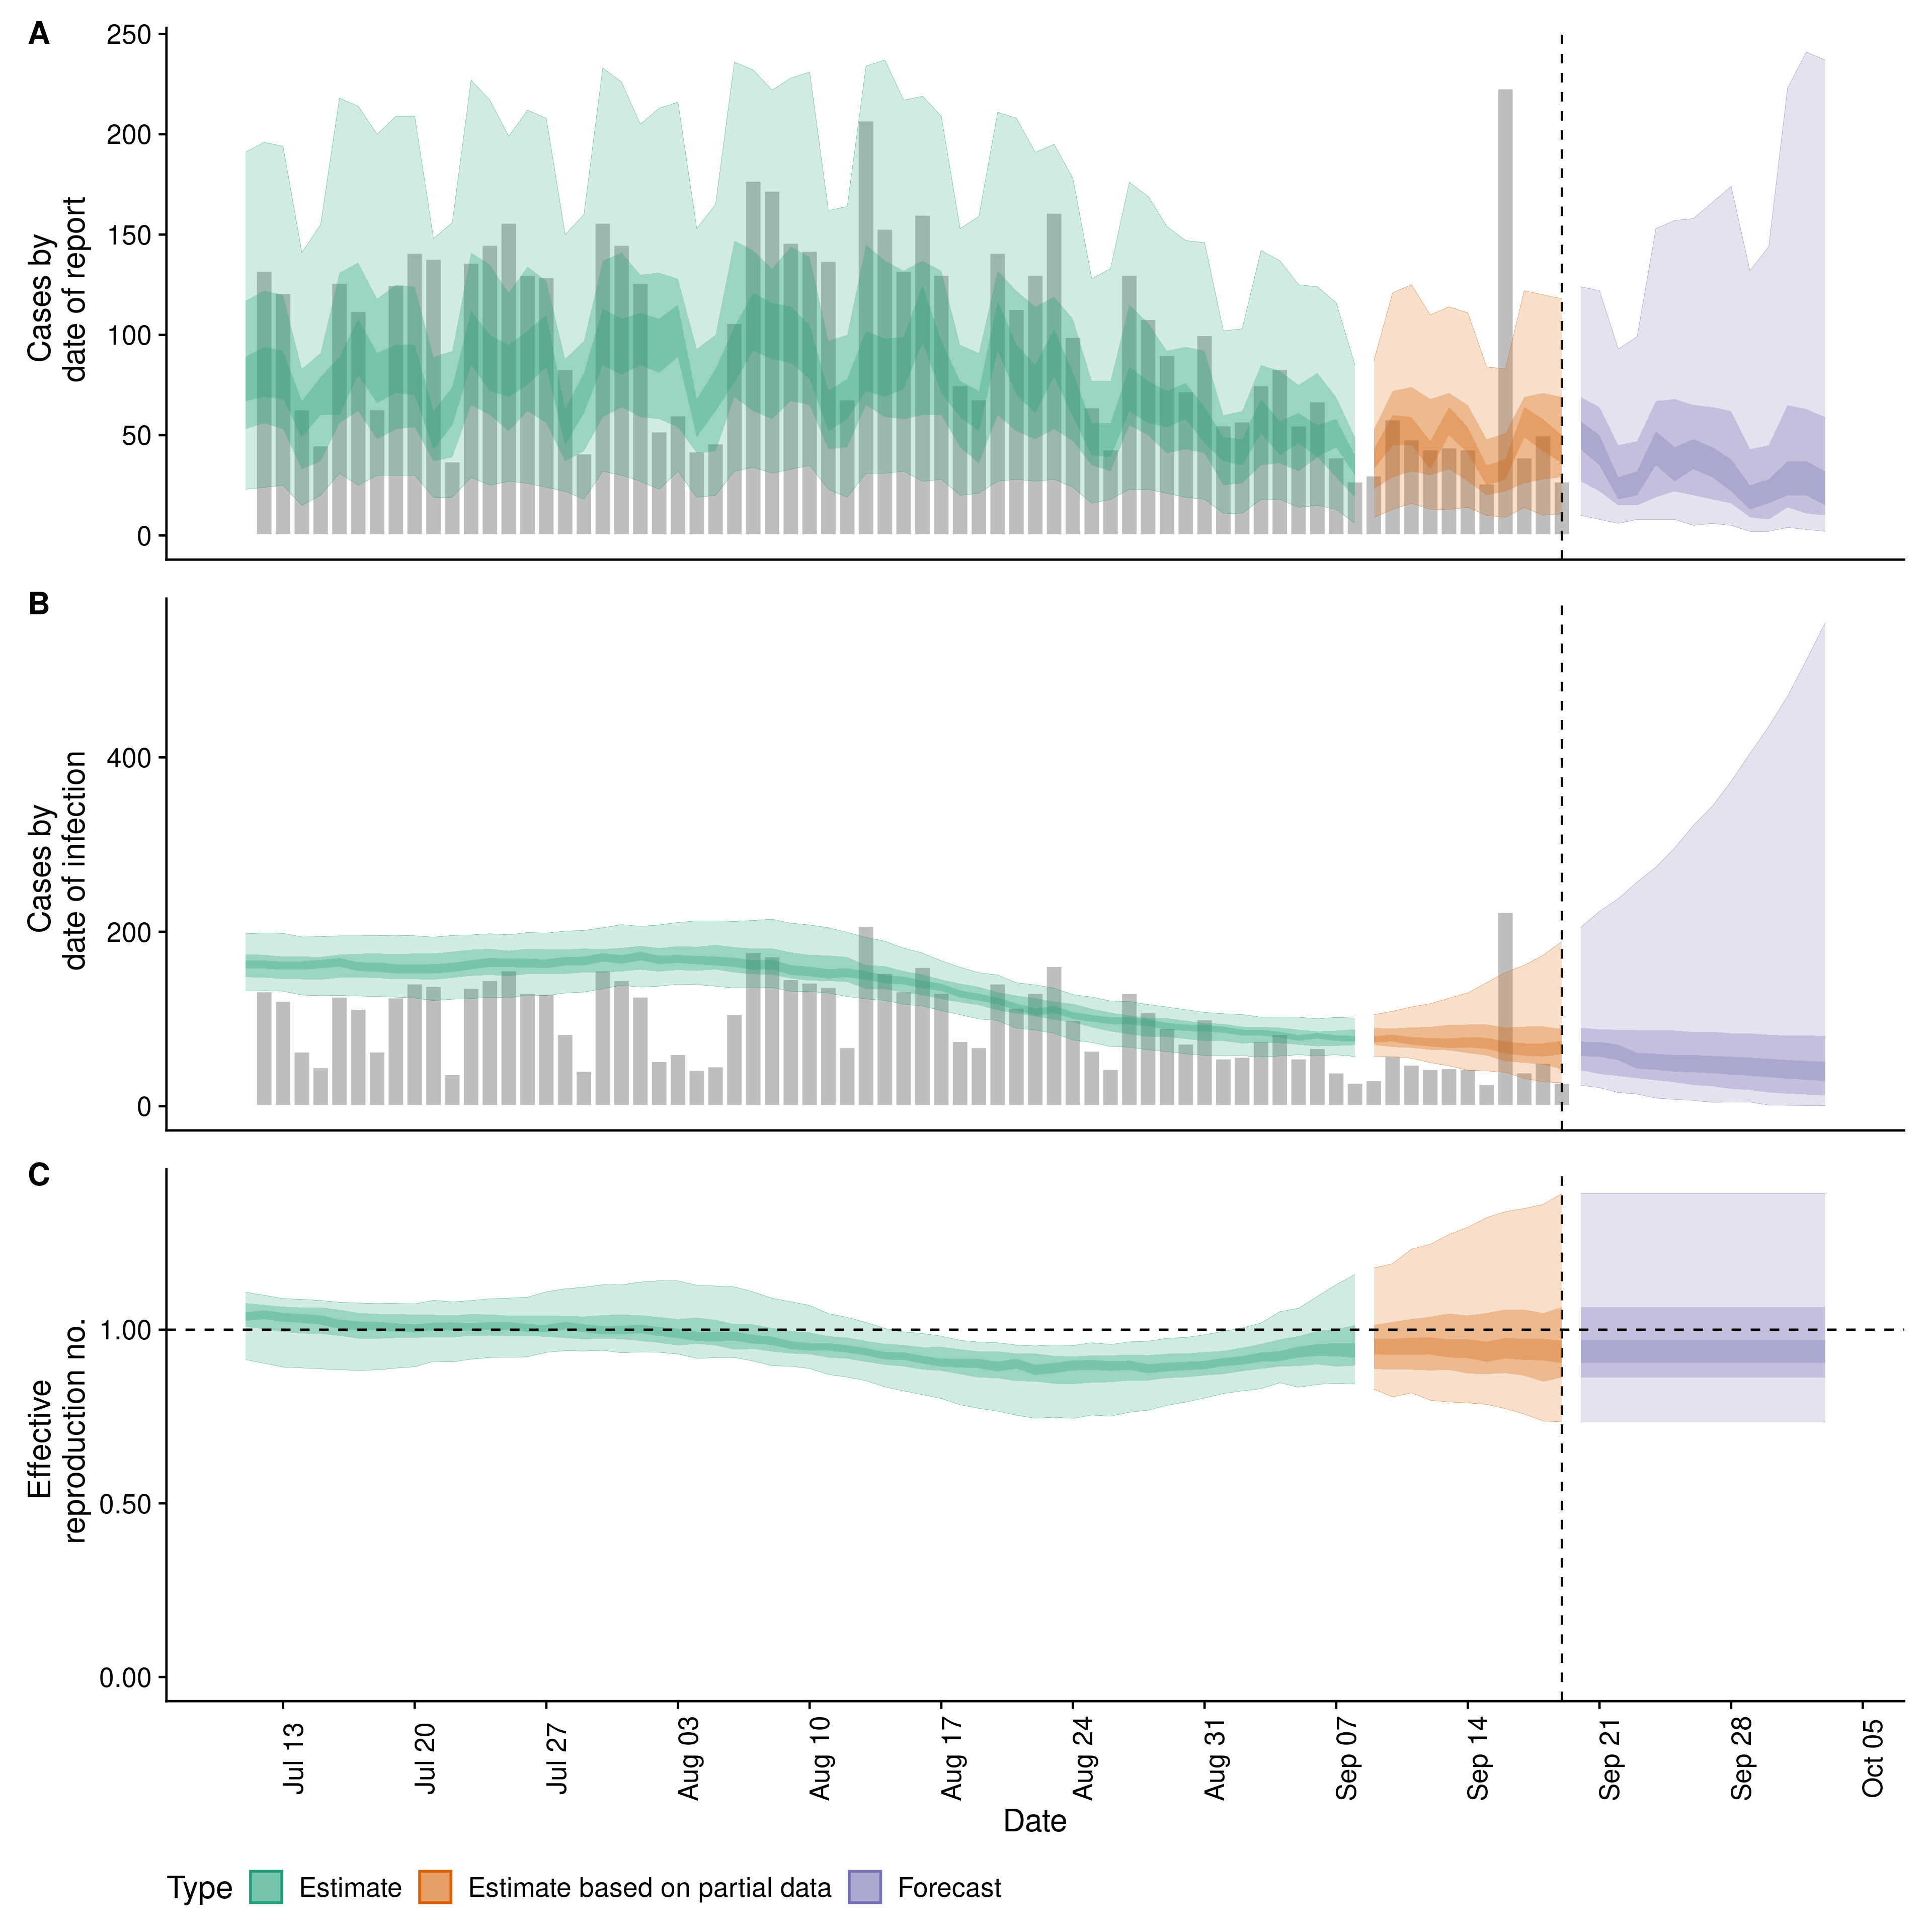 A
250
200
150
100
50
0
Cases by
date of report
B
400
200
0
Cases by
date of infection
C
1.00
0.50
0.00
Effective
reproduction no.
Jul 13
Jul 20
Jul 27
Aug 03
Aug 10
Aug 17
Aug 24
Aug 31
Sep 07
Sep 14
Sep 21
Sep 28
Oct 05
Date
Type Estimate Estimate based on partial data Forecast